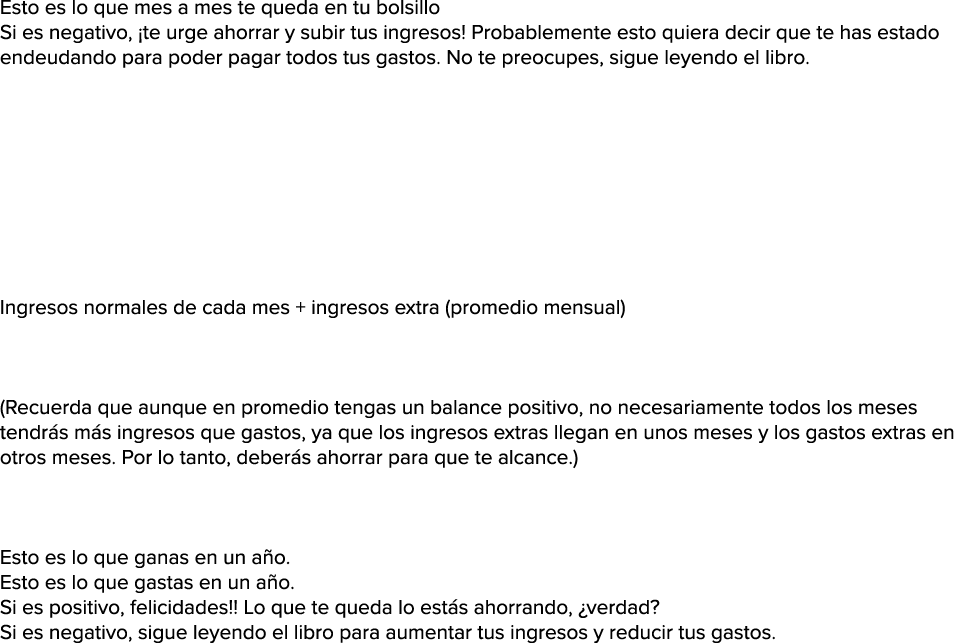 Esto es lo que mes a mes te queda en tu bolsillo
Si es negativo, ¡te urge ahorrar y subir tus ingresos! Probablemente esto quiera decir que te has estado
endeudando para poder pagar todos tus gastos. No te preocupes, sigue leyendo el libro.
Ingresos normales de cada mes + ingresos extra (promedio mensual)
(Recuerda que aunque en promedio tengas un balance positivo, no necesariamente todos los meses
tendrás más ingresos que gastos, ya que los ingresos extras llegan en unos meses y los gastos extras en
otros meses. Por lo tanto, deberás ahorrar para que te alcance.)
Esto es lo que ganas en un año.
Esto es lo que gastas en un año.
Si es positivo, felicidades!! Lo que te queda lo estás ahorrando, ¿verdad?
Si es negativo, sigue leyendo el libro para aumentar tus ingresos y reducir tus gastos.